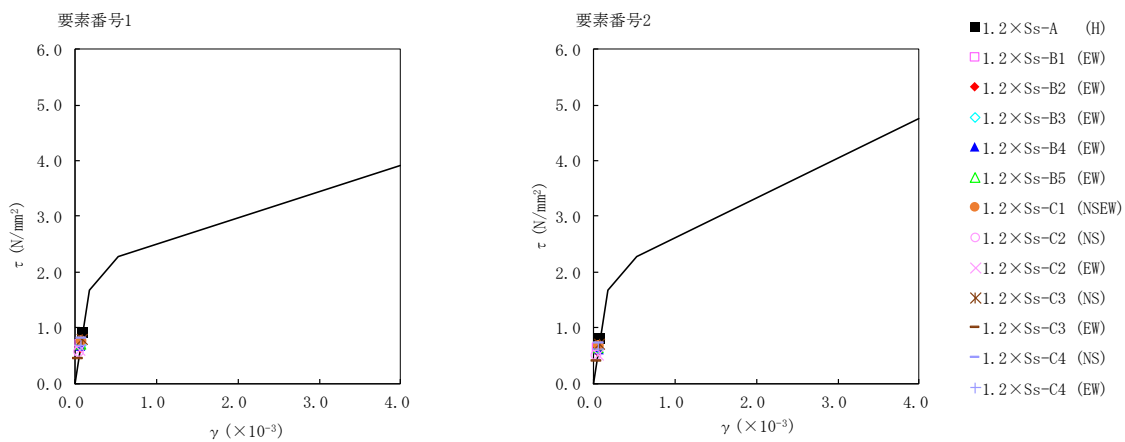 要素番号1
6.0
5.0
4.0
3.0
2.0
1.0
0.0
τ (N/mm²)
0.0 1.0 2.0 3.0 4.0
γ (×10⁻³)
要素番号2
6.0
5.0
4.0
3.0
2.0
1.0
0.0
τ (N/mm²)
0.0 1.0 2.0 3.0 4.0
γ (×10⁻³)
1.2×Ss-A (H)
1.2×Ss-B1 (EW)
1.2×Ss-B2 (EW)
1.2×Ss-B3 (EW)
1.2×Ss-B4 (EW)
1.2×Ss-B5 (EW)
1.2×Ss-C1 (NSEW)
1.2×Ss-C2 (NS)
1.2×Ss-C2 (EW)
1.2×Ss-C3 (NS)
1.2×Ss-C3 (EW)
1.2×Ss-C4 (NS)
1.2×Ss-C4 (EW)